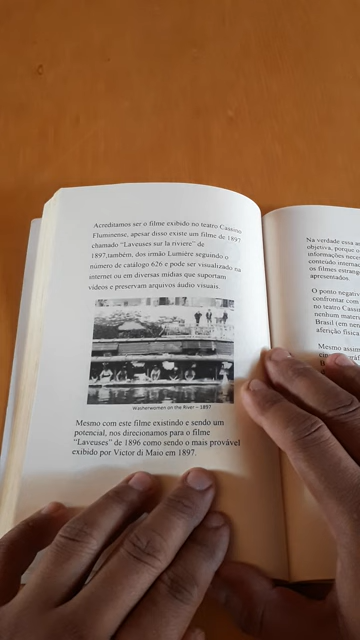 Acreditamos ser o filme exibido no teatro Cassino
Fluminense, apesar disso existe um filme de 1897
chamado "Laveuses sur la riviere" de
1897,também, dos irmão Lumière seguindo o
número de catálogo 626 e pode ser visualizado na
internet ou em diversas mídias que suportam
vídeos e preservam arquivos áudio visuais.
Washerwomen on the River – 1897
Mesmo com este filme existindo e sendo um
potencial, nos direcionamos para o filme
"Laveuses" de 1896 como sendo o mais provável
exibido por Victor di Maio em 1897.
Na verdade essa
objetiva, porque o
informações neces
conteúdo interna
os filmes estrang
apresentados.
O ponto negativ
confrontar com
no teatro Cassin
nenhum mater
Brasil (em nen
aferição física
Mesmo assim